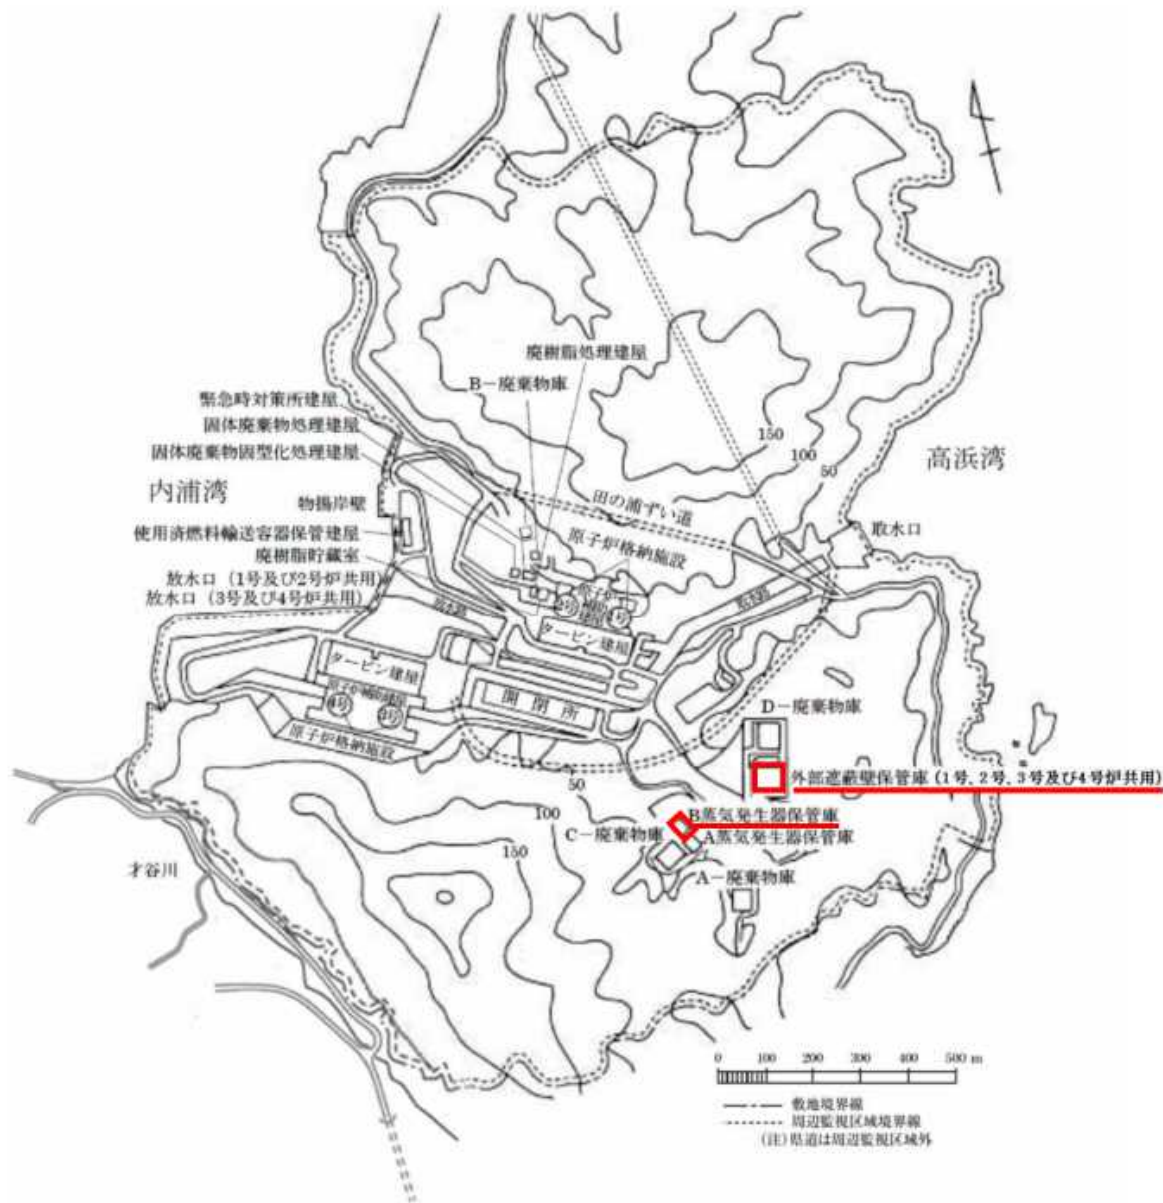 廃樹脂処理建屋
B-廃棄物庫
緊急時対策所建屋
固体廃棄物処理建屋
固体廃棄物固型化処理建屋
150
100
50
高浜湾
内浦湾
物揚岸壁
田の浦ずい道
取水口
使用済燃料輸送容器保管建屋
原子炉格納施設
廃樹脂貯蔵室
放水口(1号及び2号炉共用)
放水口(3号及び4号炉共用)
2号
1号
タービン建屋
タービン建屋
開閉所
4号
3号
原子炉格納施設
D-廃棄物庫
外部遮蔽壁保管庫(1号、2号、3号及び4号炉共用)
50
100
150
B蒸気発生器保管庫
C-廃棄物庫
A蒸気発生器保管庫
A-廃棄物庫
才谷川
0 100 200 300 400 500 m
敷地境界線
周辺監視区域境界線
(注)県道は周辺監視区域外